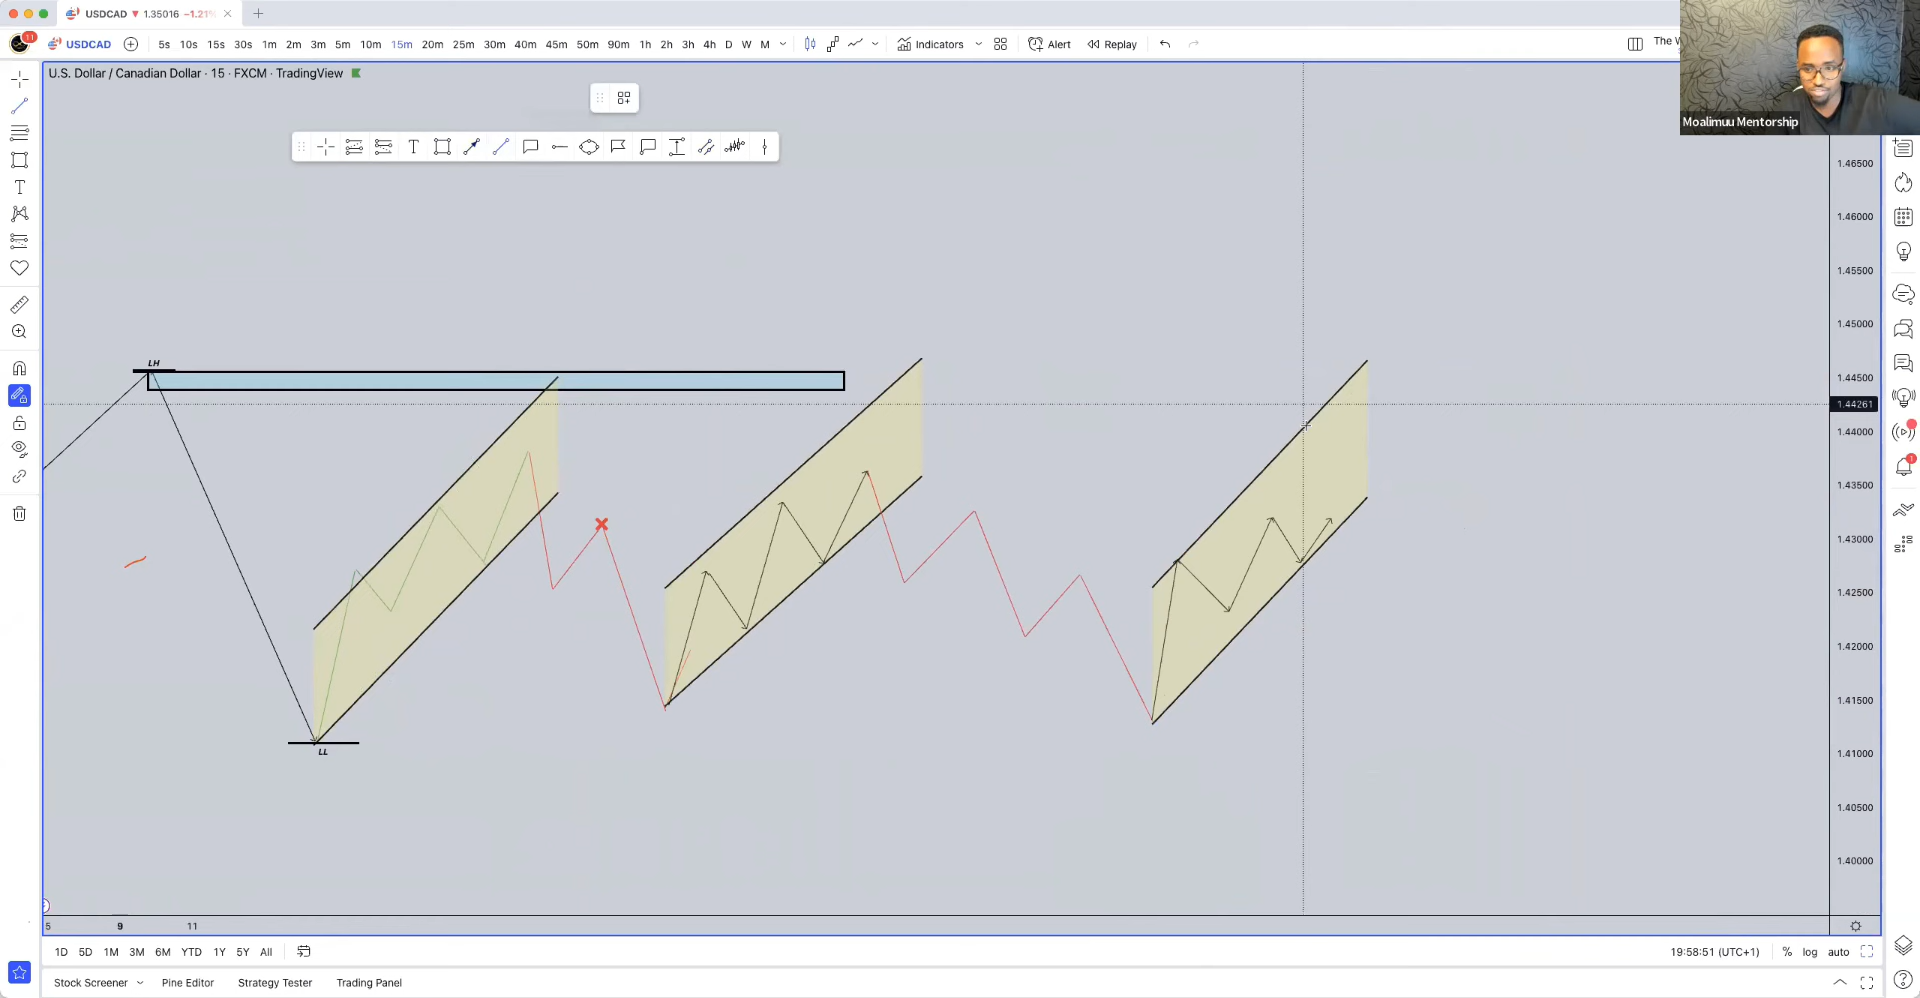 USDCAD ▼ 1.35016 −1.21%
11
USDCAD 5s 10s 15s 30s 1m 2m 3m 5m 10m 15m 20m 25m 30m 40m 45m 50m 90m 1h 2h 3h 4h D W M Indicators Alert Replay The
U.S. Dollar / Canadian Dollar · 15 · FXCM · TradingView
Moalimuu Mentorship
T
T
1.46500
1.46000
1.45500
1.45000
LH
1.44500
1.44261
1.44000
1.43500
1.43000
1.42500
1.42000
1.41500
1.41000
LL
1.40500
1.40000
1
5 9 11
1D 5D 1M 3M 6M YTD 1Y 5Y All 19:58:51 (UTC+1) % log auto
Stock Screener Pine Editor Strategy Tester Trading Panel